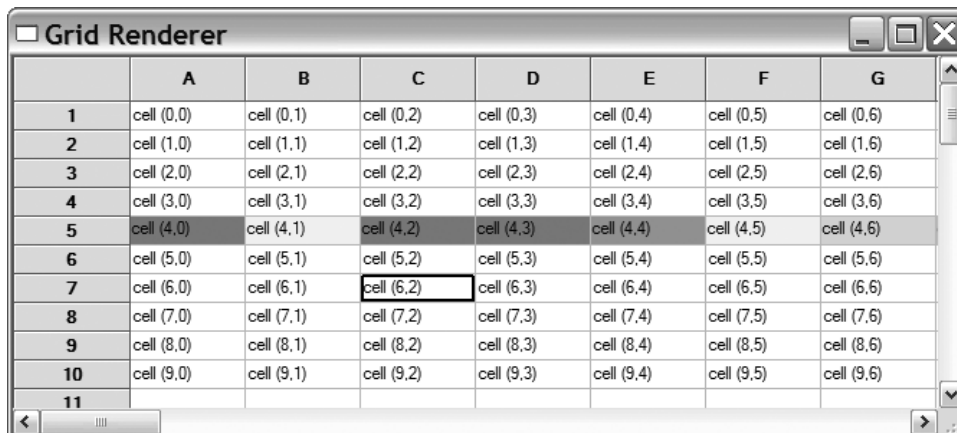 Grid Renderer
A B C D E F G
1 cell (0,0) cell (0,1) cell (0,2) cell (0,3) cell (0,4) cell (0,5) cell (0,6)
2 cell (1,0) cell (1,1) cell (1,2) cell (1,3) cell (1,4) cell (1,5) cell (1,6)
3 cell (2,0) cell (2,1) cell (2,2) cell (2,3) cell (2,4) cell (2,5) cell (2,6)
4 cell (3,0) cell (3,1) cell (3,2) cell (3,3) cell (3,4) cell (3,5) cell (3,6)
5 cell (4,0) cell (4,1) cell (4,2) cell (4,3) cell (4,4) cell (4,5) cell (4,6)
6 cell (5,0) cell (5,1) cell (5,2) cell (5,3) cell (5,4) cell (5,5) cell (5,6)
7 cell (6,0) cell (6,1) cell (6,2) cell (6,3) cell (6,4) cell (6,5) cell (6,6)
8 cell (7,0) cell (7,1) cell (7,2) cell (7,3) cell (7,4) cell (7,5) cell (7,6)
9 cell (8,0) cell (8,1) cell (8,2) cell (8,3) cell (8,4) cell (8,5) cell (8,6)
10 cell (9,0) cell (9,1) cell (9,2) cell (9,3) cell (9,4) cell (9,5) cell (9,6)
11